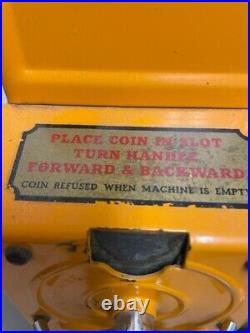 PLACE COIN IN SLOT
TURN HANDLE
FORWARD & BACKWARD
COIN REFUSED WHEN MACHINE IS EMPTY